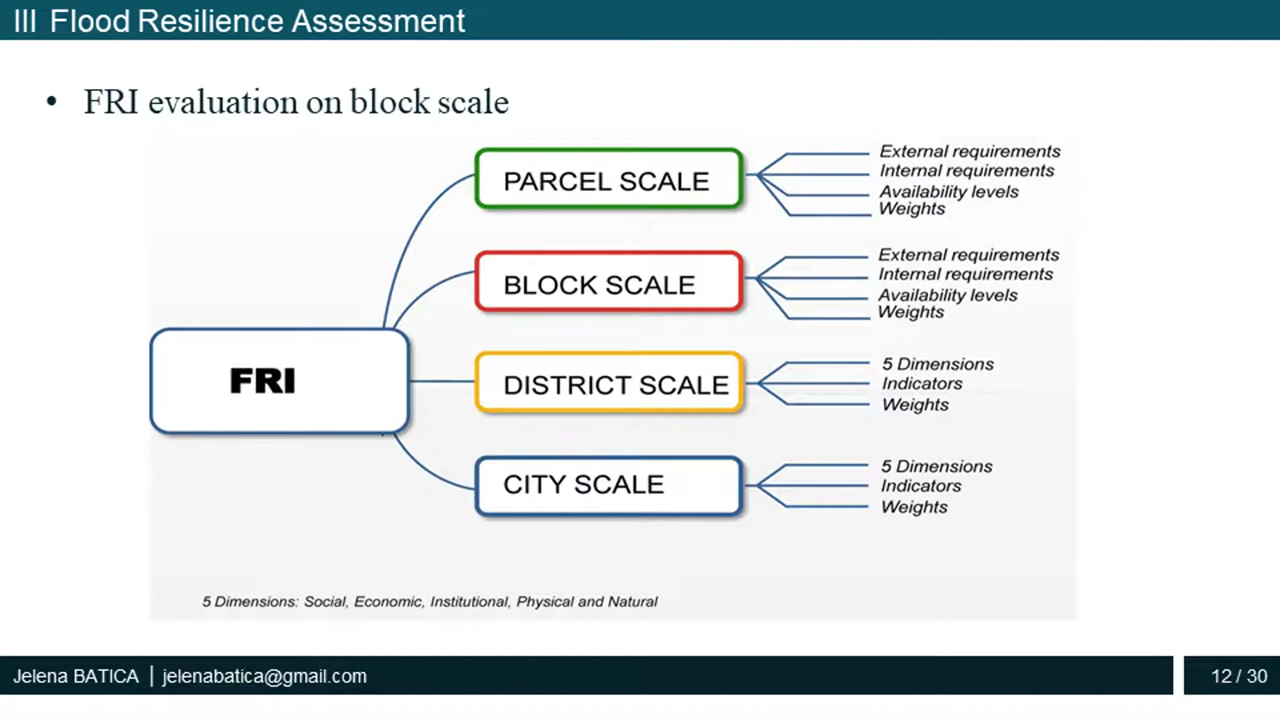 III Flood Resilience Assessment
• FRI evaluation on block scale
FRI
PARCEL SCALE
External requirements
Internal requirements
Availability levels
Weights
BLOCK SCALE
External requirements
Internal requirements
Availability levels
Weights
DISTRICT SCALE
5 Dimensions
Indicators
Weights
CITY SCALE
5 Dimensions
Indicators
Weights
5 Dimensions: Social, Economic, Institutional, Physical and Natural
Jelena BATICA | jelenabatica@gmail.com
12 / 30